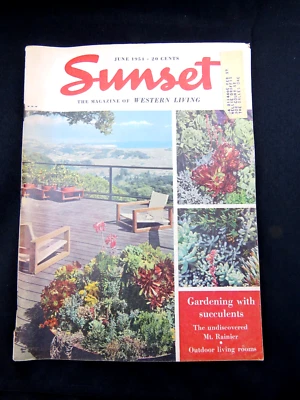 JUNE 1954 · 20 CENTS
Sunset
THE MAGAZINE OF WESTERN LIVING
Gardening with
succulents
The undiscovered
Mt. Rainier
Outdoor living rooms